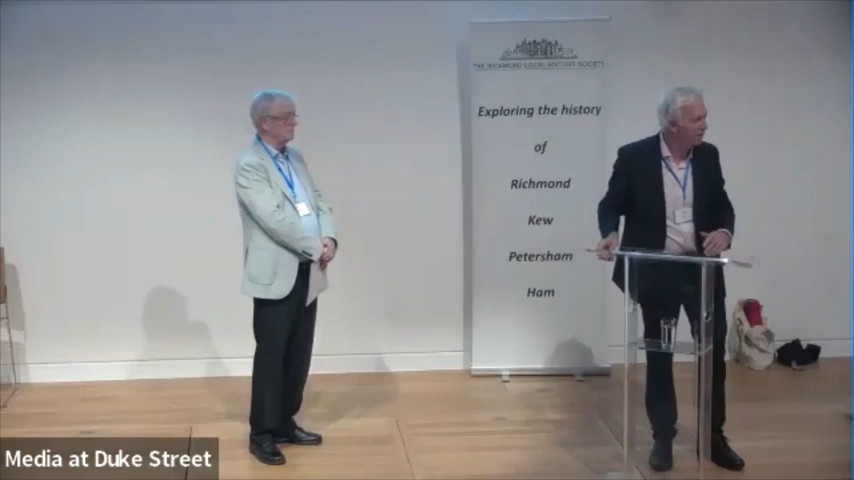 THE RICHMOND LOCAL HISTORY SOCIETY
Exploring the history
of
Richmond
Kew
Petersham
Ham
Media at Duke Street